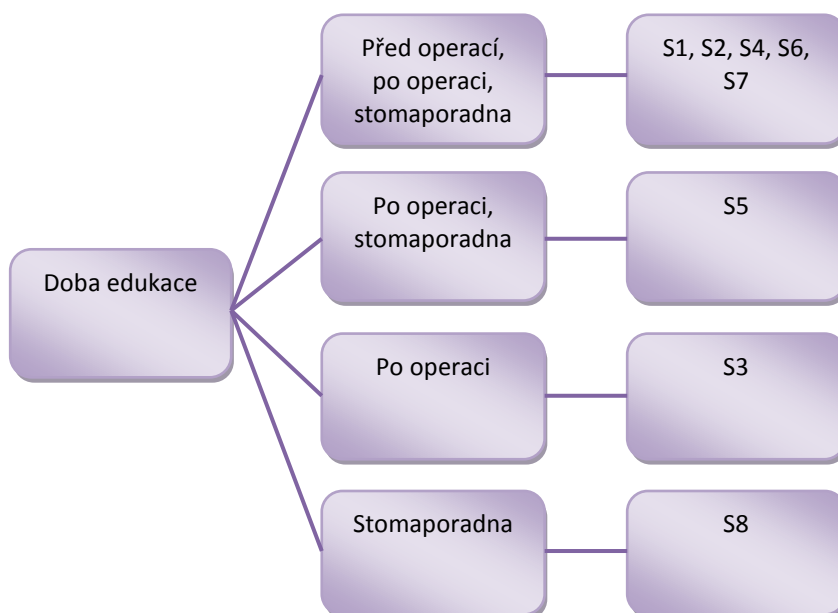 Doba edukace
Před operací,
po operaci,
stomaporadna
S1, S2, S4, S6,
S7
Po operaci,
stomaporadna
S5
Po operaci
S3
Stomaporadna
S8